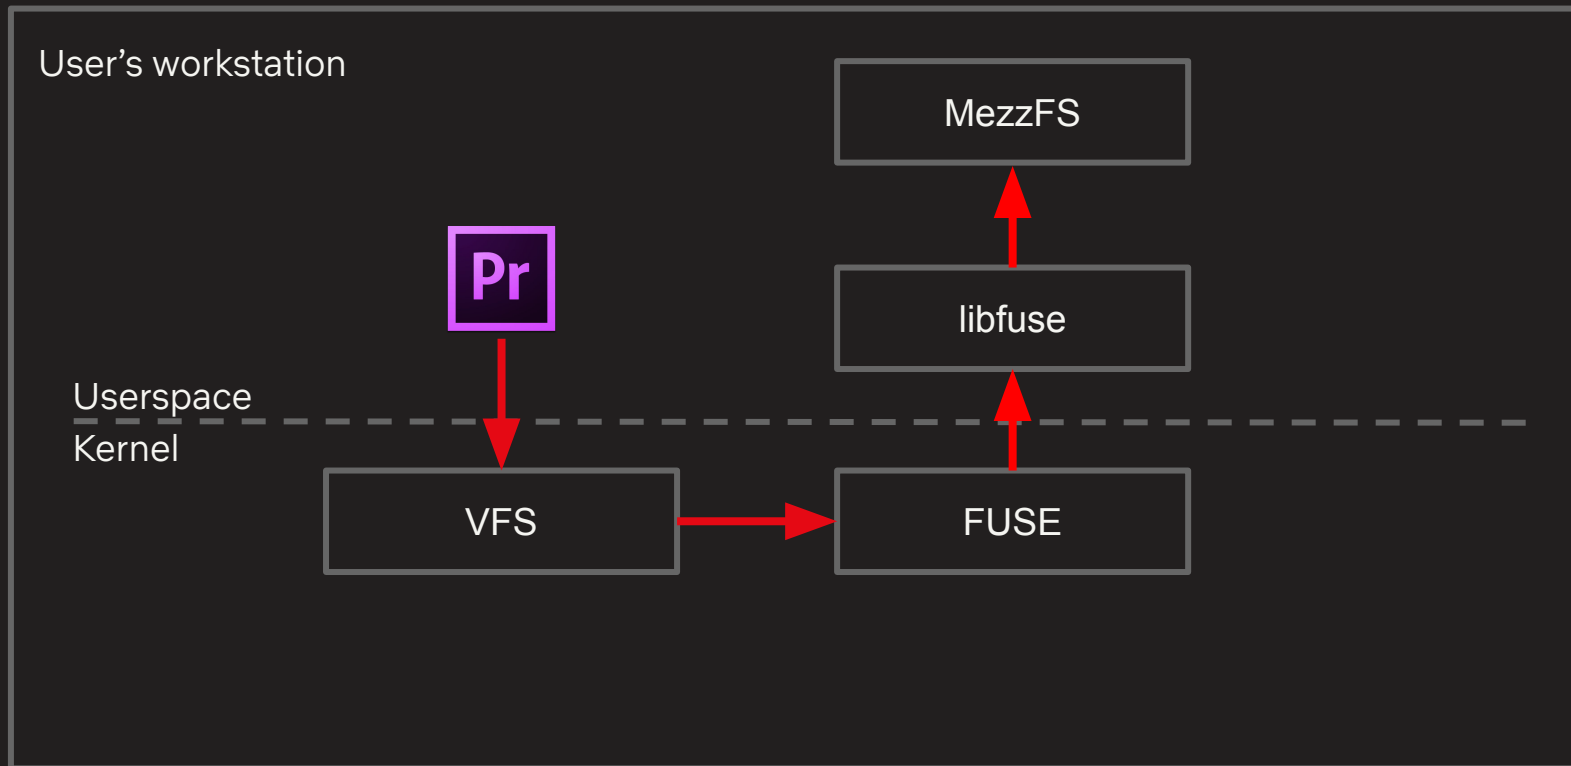 User’s workstation
MezzFS
Pr
libfuse
Userspace
Kernel
VFS
FUSE